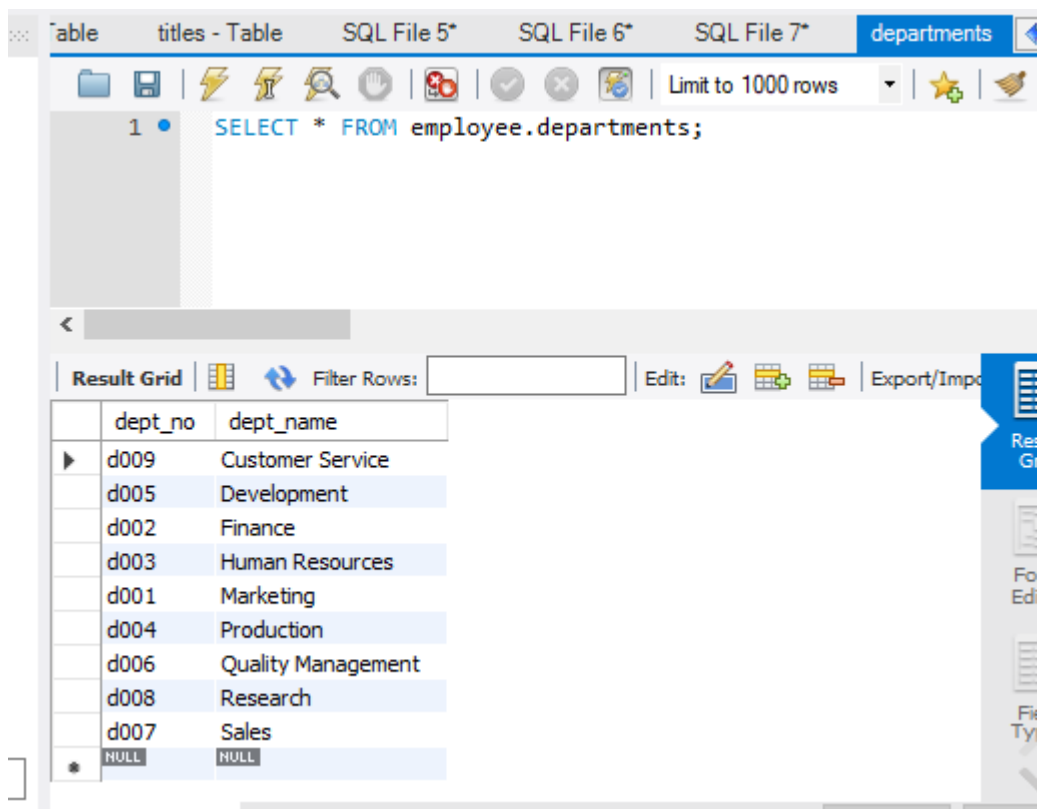 Table titles - Table SQL File 5* SQL File 6* SQL File 7* departments
Limit to 1000 rows
1 SELECT * FROM employee.departments;
<
Result Grid Filter Rows: Edit: Export/Impo
dept_no dept_name
d009 Customer Service
d005 Development
d002 Finance
d003 Human Resources
d001 Marketing
d004 Production
d006 Quality Management
d008 Research
d007 Sales
NULL NULL